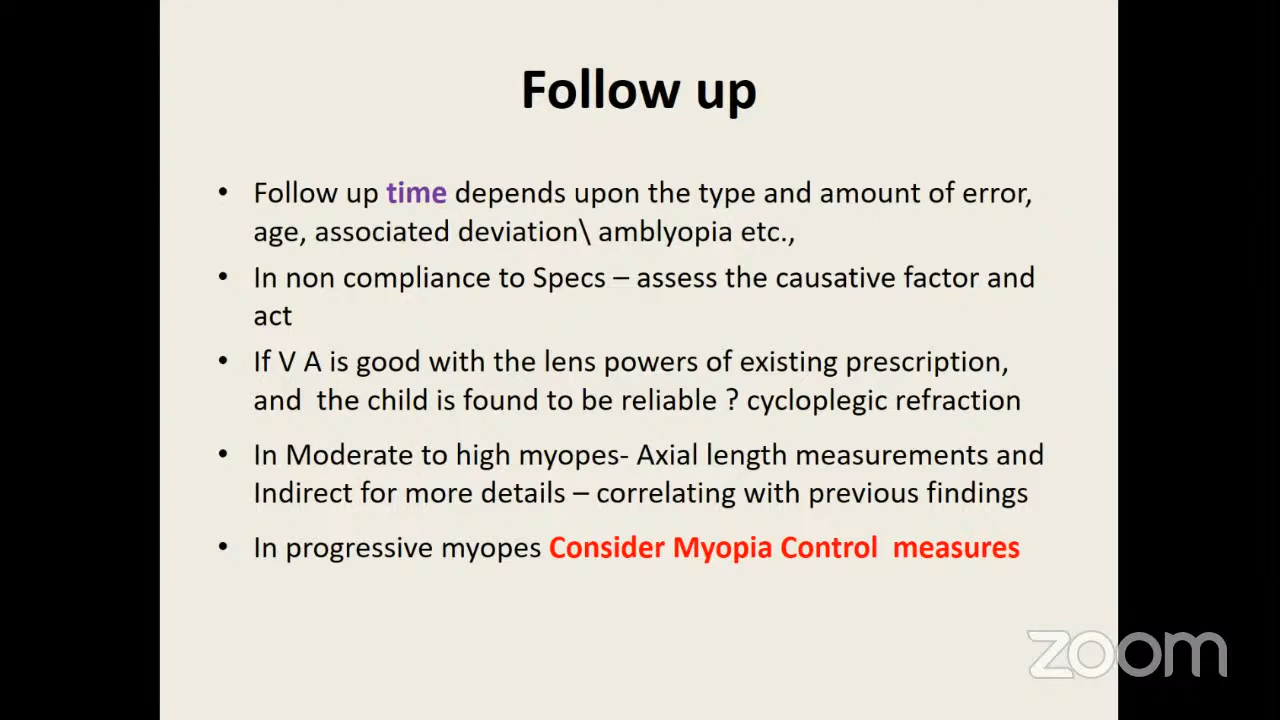 Follow up
• Follow up time depends upon the type and amount of error,
age, associated deviation\ amblyopia etc.,
• In non compliance to Specs – assess the causative factor and
act
• If V A is good with the lens powers of existing prescription,
and  the child is found to be reliable ? cycloplegic refraction
• In Moderate to high myopes- Axial length measurements and
Indirect for more details – correlating with previous findings
• In progressive myopes Consider Myopia Control  measures
zoom